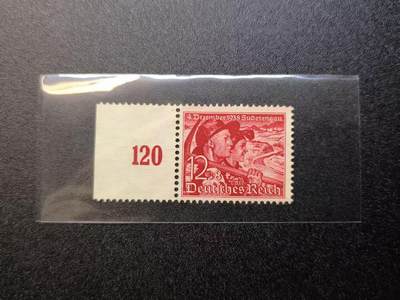 120
4. Dezember 1938 Sudetengau
12+8
Deutsches Reich